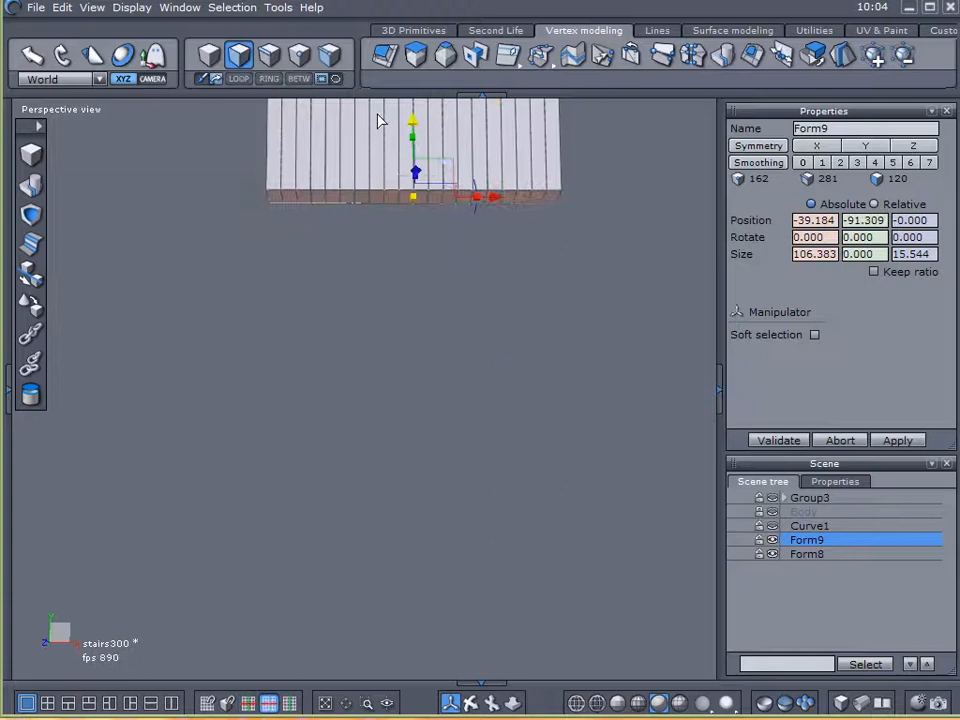 File Edit View Display Window Selection Tools Help 10:04
3D Primitives Second Life Vertex modeling Lines Surface modeling Utilities UV & Paint Custo
World XYZ CAMERA LOOP RING BETW
Perspective view
Properties
Name Form9
Symmetry X Y Z
Smoothing 0 1 2 3 4 5 6 7
162 281 120
Absolute Relative
Position -39.184 -91.309 -0.000
Rotate 0.000 0.000 0.000
Size 106.383 0.000 15.544
Keep ratio
Manipulator
Soft selection
Validate Abort Apply
Scene
Scene tree Properties
Group3
Body
Curve1
Form9
Form8
Y
Z
stairs300 *
fps 890
Select